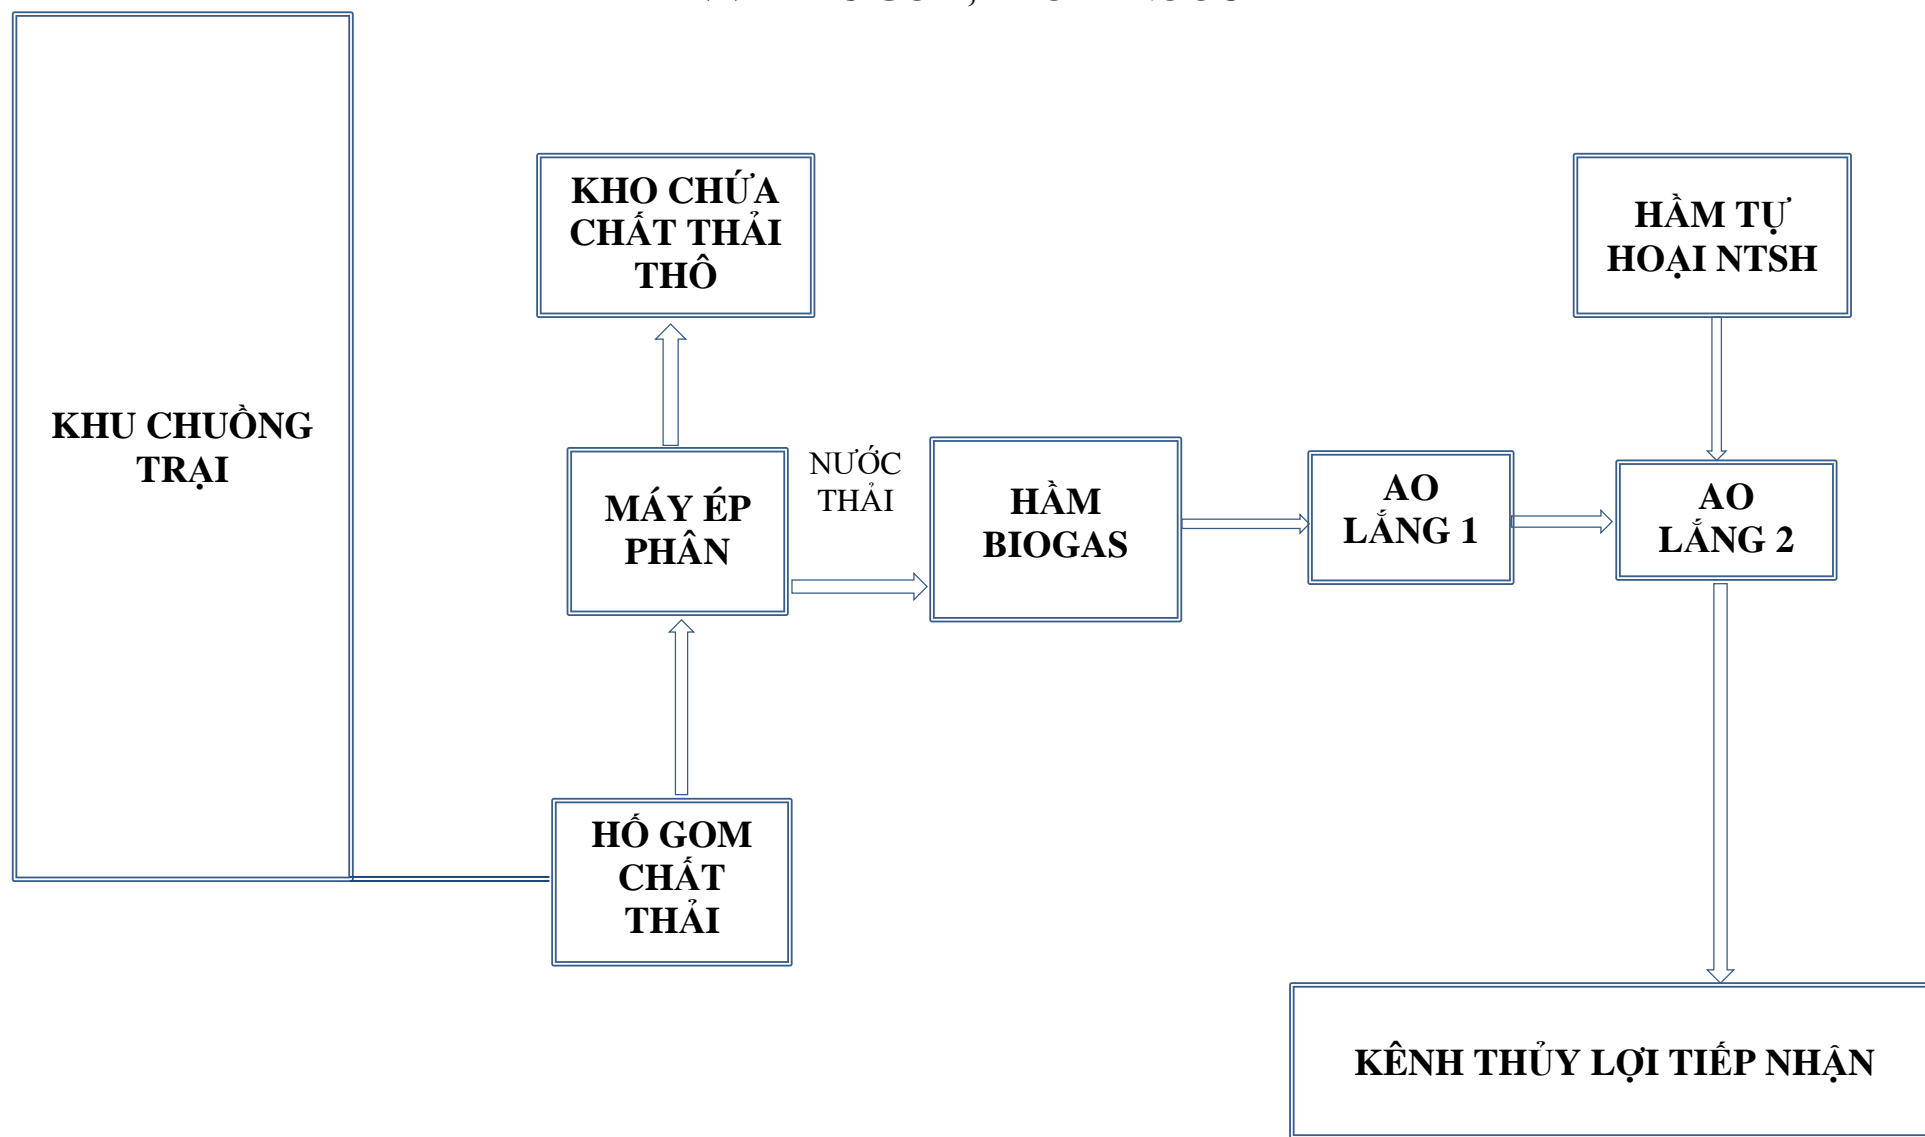 KHU CHUỒNG
TRẠI
KHO CHỨA
CHẤT THẢI
THÔ
MÁY ÉP
PHÂN
HỐ GOM
CHẤT
THẢI
NƯỚC
THẢI
HẦM
BIOGAS
AO
LẮNG 1
HẦM TỰ
HOẠI NTSH
AO
LẮNG 2
KÊNH THỦY LỢI TIẾP NHẬN